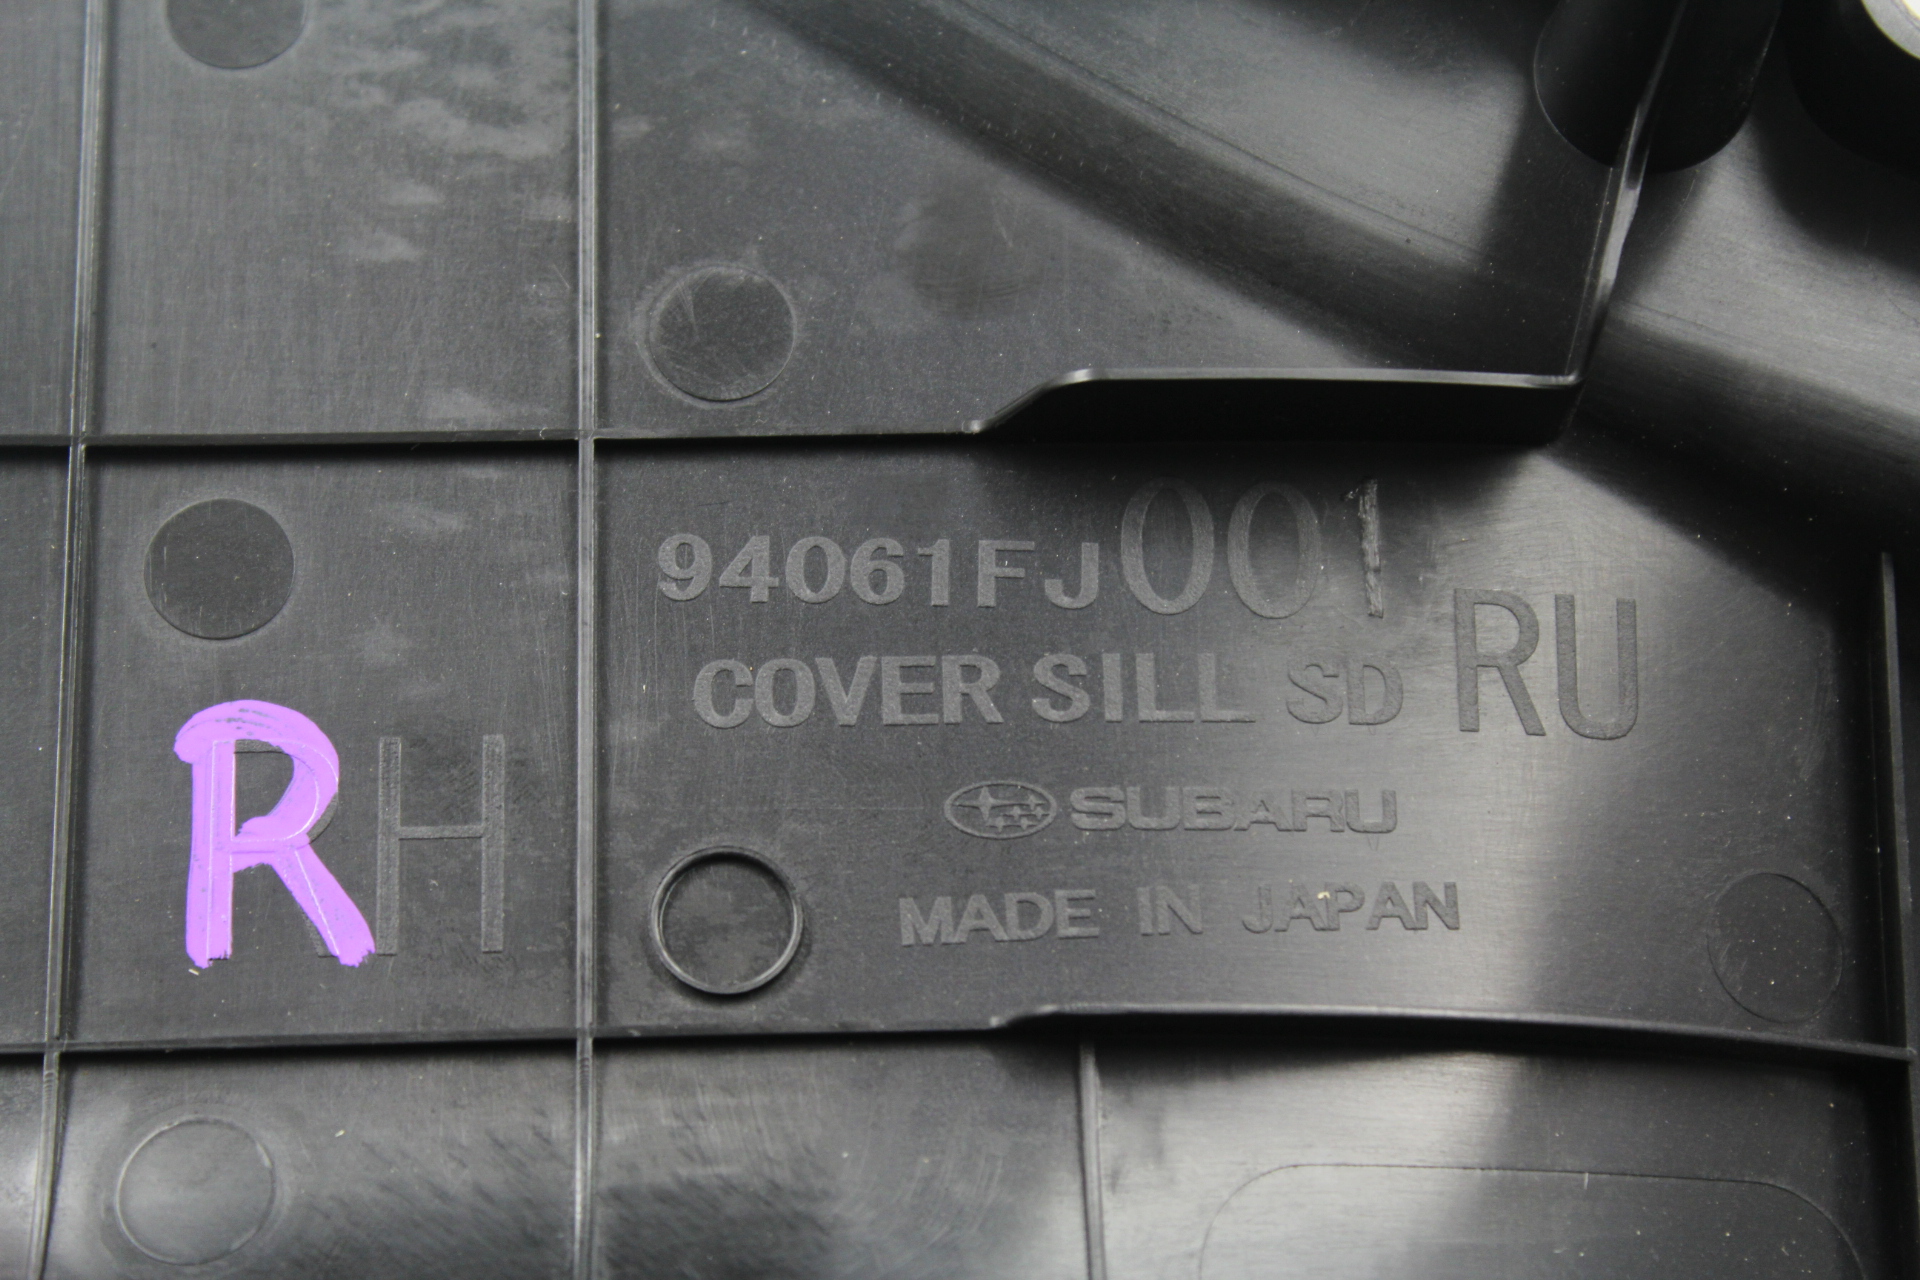 94061FJ001
COVER SILL SD RU
SUBARU
MADE IN JAPAN
RH
R